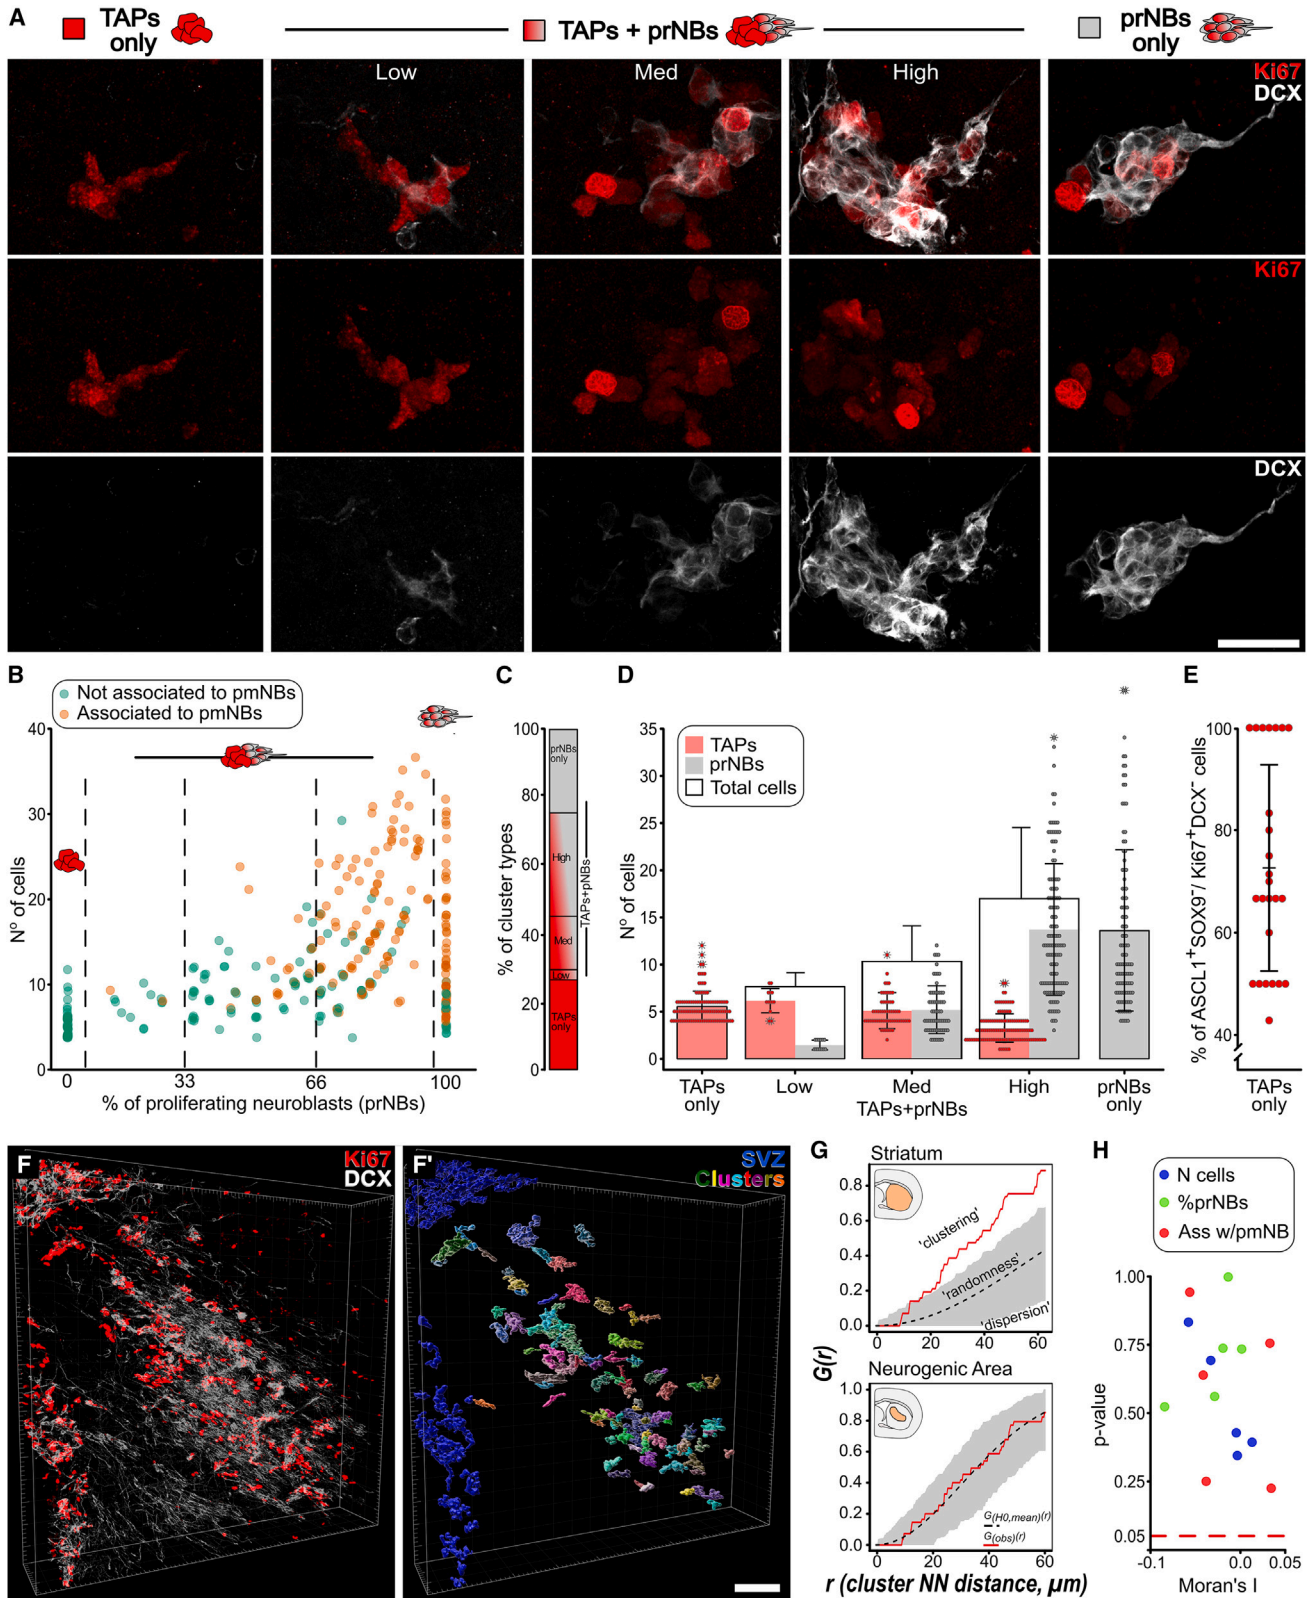 A
TAPs only
TAPs + prNBs
prNBs only
Low
Med
High
Ki67
DCX
Ki67
DCX
B
Not associated to pmNBs
Associated to pmNBs
40
30
20
10
0
Nº of cells
0
33
66
100
% of proliferating neuroblasts (prNBs)
C
100
80
60
40
20
0
% of cluster types
prNBs only
High
Med
Low
TAPs only
TAPs+pNBs
D
TAPs
prNBs
Total cells
35
30
25
20
15
10
5
0
Nº of cells
TAPs only
Low
Med
High
TAPs+prNBs
prNBs only
E
100
80
60
40
% of ASCL1+SOX9-/ Ki67+DCX- cells
TAPs only
F
Ki67
DCX
F'
SVZ
Clusters
G
Striatum
0.8
0.6
0.4
0.2
0.0
'clustering'
'randomness'
'dispersion'
0
20
40
60
G(r)
Neurogenic Area
1.0
0.8
0.6
0.4
0.2
0.0
G(H0,mean)(r)
G(obs)(r)
0
20
40
60
r (cluster NN distance, µm)
H
N cells
%prNBs
Ass w/pmNB
1.00
0.75
0.50
0.25
0.05
p-value
-0.1
0.0
0.05
Moran's I